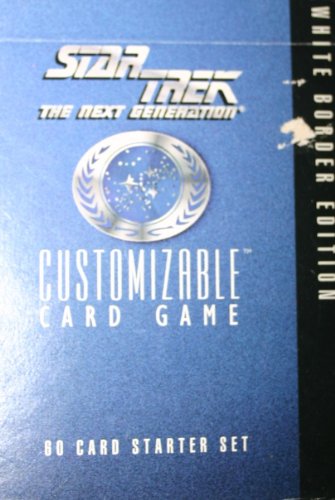 STAR TREK
THE NEXT GENERATION®
CUSTOMIZABLE™
CARD GAME
60 CARD STARTER SET
WHITE BORDER EDITION